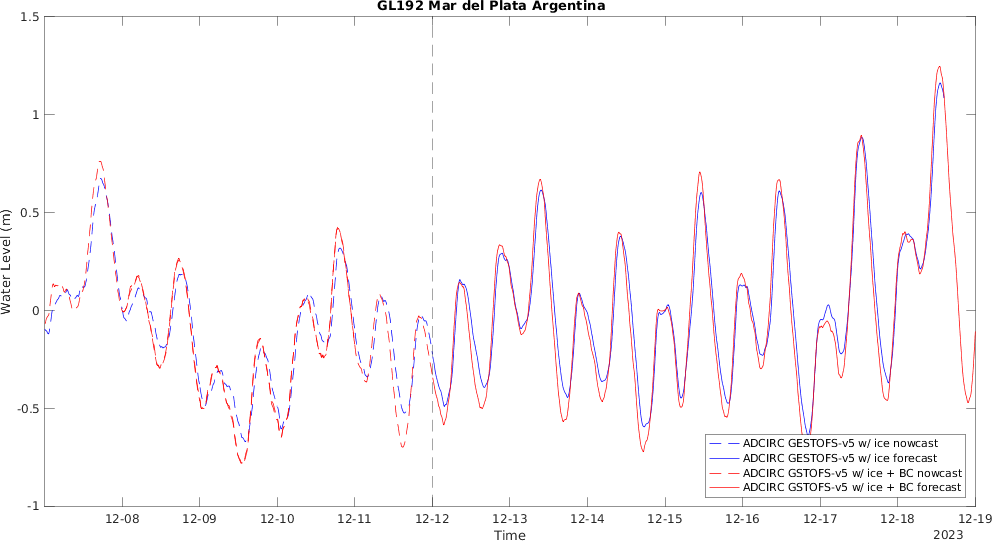 GL192 Mar del Plata Argentina
Water Level (m)
1.5
1
0.5
0
-0.5
-1
12-08
12-09
12-10
12-11
12-12
12-13
12-14
12-15
12-16
12-17
12-18
12-19
Time
2023
ADCIRC GESTOFS-v5 w/ ice nowcast
ADCIRC GESTOFS-v5 w/ ice forecast
ADCIRC GSTOFS-v5 w/ ice + BC nowcast
ADCIRC GSTOFS-v5 w/ ice + BC forecast